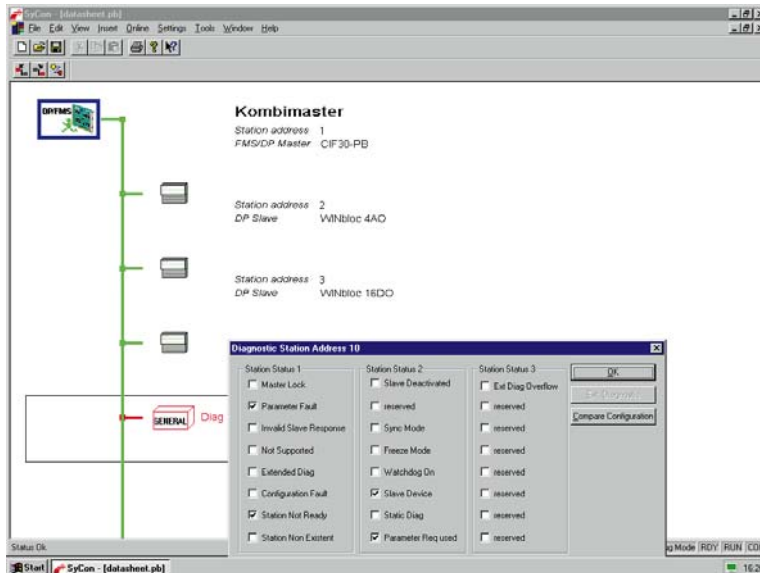 SyCon - [datasheet.pb]
File Edit View Insert Online Settings Tools Window Help
DP/FMS
Kombimaster
Station address 1
FMS/DP Master CIF30-PB
Station address 2
DP Slave WINbloc 4AO
Station address 3
DP Slave WINbloc 16DO
GENERAL Diag
Diagnostic Station Address 10
Station Status 1
Master Lock
Parameter Fault
Invalid Slave Response
Not Supported
Extended Diag
Configuration Fault
Station Not Ready
Station Non Existent
Station Status 2
Slave Deactivated
reserved
Sync Mode
Freeze Mode
Watchdog On
Slave Device
Static Diag
Parameter Req used
Station Status 3
Ext Diag Overflow
reserved
reserved
reserved
reserved
reserved
reserved
reserved
OK
Compare Configuration
Status Ok
Mode RDY RUN
Start SyCon - [datasheet.pb]